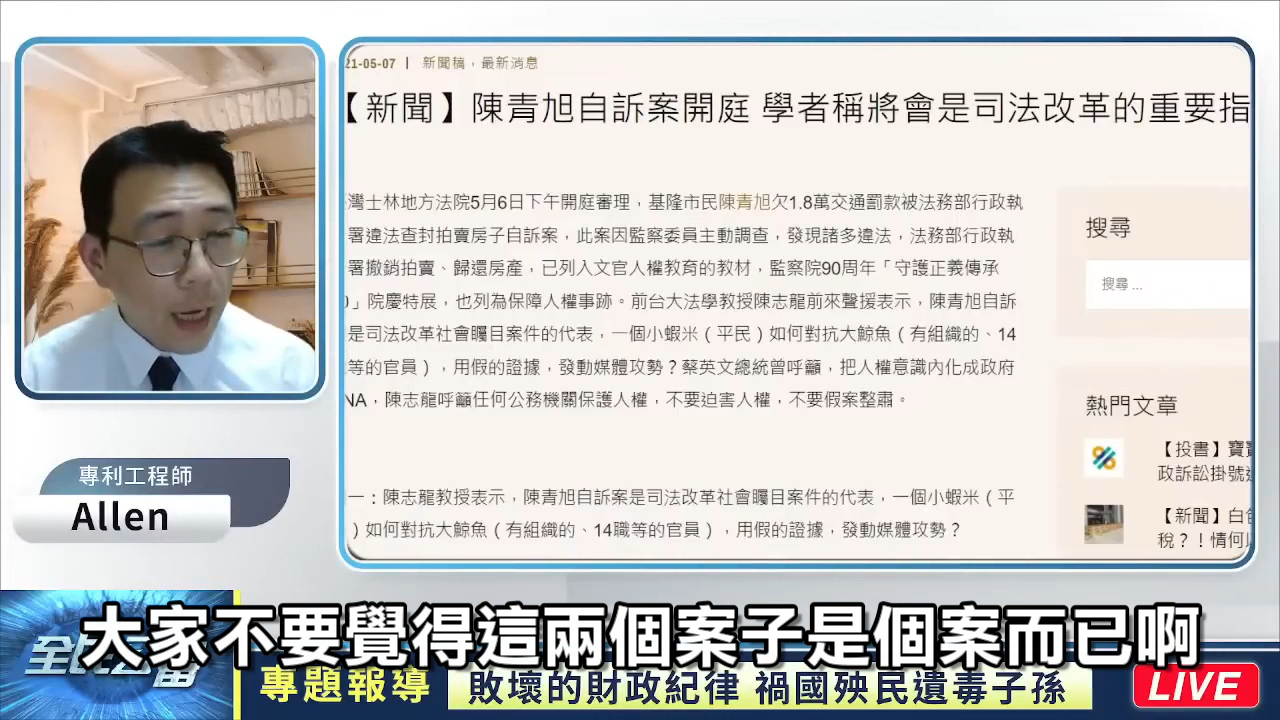 21-05-07 | 新聞稿，最新消息
【新聞】陳青旭自訴案開庭 學者稱將會是司法改革的重要指
灣士林地方法院5月6日下午開庭審理，基隆市民陳青旭欠1.8萬交通罰款被法務部行政執
署違法查封拍賣房子自訴案，此案因監察委員主動調查，發現諸多違法，法務部行政執
署撤銷拍賣、歸還房產，已列入文官人權教育的教材，監察院90周年「守護正義傳承
」院慶特展，也列為保障人權事跡。前台大法學教授陳志龍前來聲援表示，陳青旭自訴
是司法改革社會矚目案件的代表，一個小蝦米（平民）如何對抗大鯨魚（有組織的、14
等的官員），用假的證據，發動媒體攻勢？蔡英文總統曾呼籲，把人權意識內化成政府
NA，陳志龍呼籲任何公務機關保護人權，不要迫害人權，不要假案整肅。
一：陳志龍教授表示，陳青旭自訴案是司法改革社會矚目案件的代表，一個小蝦米（平
）如何對抗大鯨魚（有組織的、14職等的官員），用假的證據，發動媒體攻勢？
搜尋
搜尋 ...
熱門文章
【投書】寶寶
政訴訟掛號
【新聞】白色
稅？！情何以
專利工程師
Allen
大家不要覺得這兩個案子是個案而已啊
專題報導
敗壞的財政紀律 禍國殃民遺毒子孫
LIVE